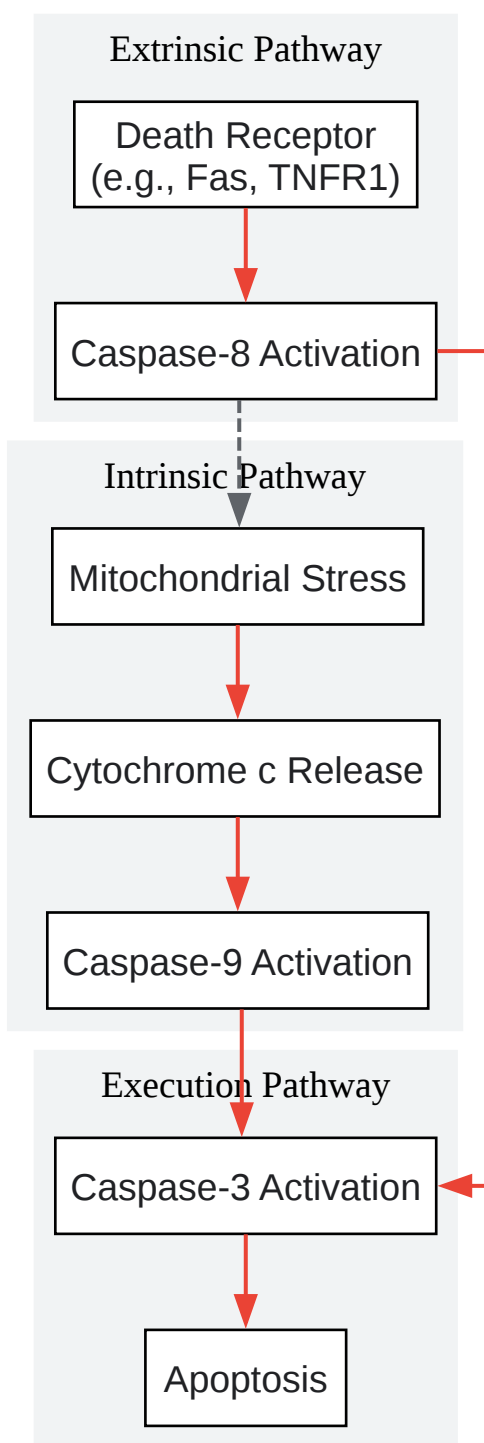 Extrinsic Pathway
Death Receptor
(e.g., Fas, TNFR1)
Caspase-8 Activation
Intrinsic Pathway
Mitochondrial Stress
Cytochrome c Release
Caspase-9 Activation
Execution Pathway
Caspase-3 Activation
Apoptosis